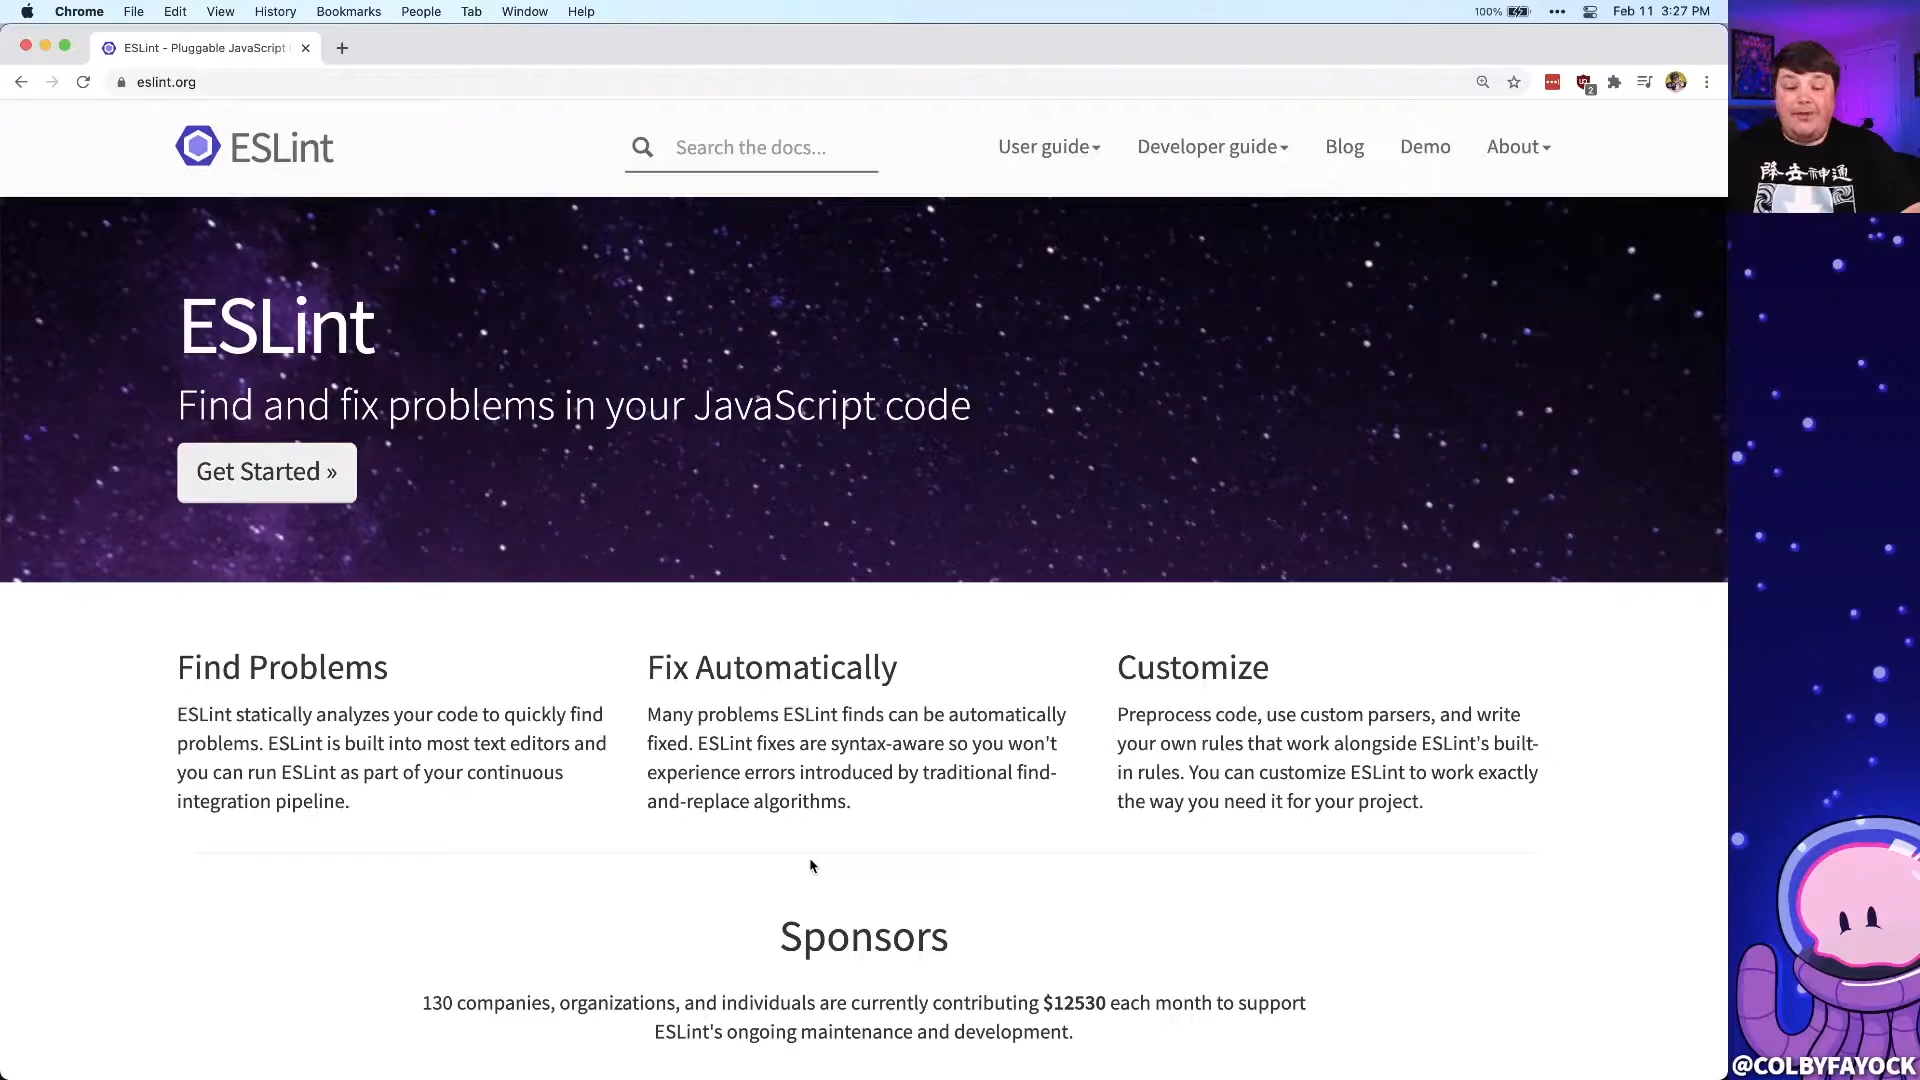 Chrome File Edit View History Bookmarks People Tab Window Help
100% Feb 11 3:27 PM
ESLint - Pluggable JavaScript
eslint.org
2
ESLint
Search the docs...
User guide Developer guide Blog Demo About
ESLint
Find and fix problems in your JavaScript code
Get Started »
Find Problems
ESLint statically analyzes your code to quickly find
problems. ESLint is built into most text editors and
you can run ESLint as part of your continuous
integration pipeline.
Fix Automatically
Many problems ESLint finds can be automatically
fixed. ESLint fixes are syntax-aware so you won't
experience errors introduced by traditional find-
and-replace algorithms.
Customize
Preprocess code, use custom parsers, and write
your own rules that work alongside ESLint's built-
in rules. You can customize ESLint to work exactly
the way you need it for your project.
Sponsors
130 companies, organizations, and individuals are currently contributing $12530 each month to support
ESLint's ongoing maintenance and development.
降去神通
@COLBYFAYOCK